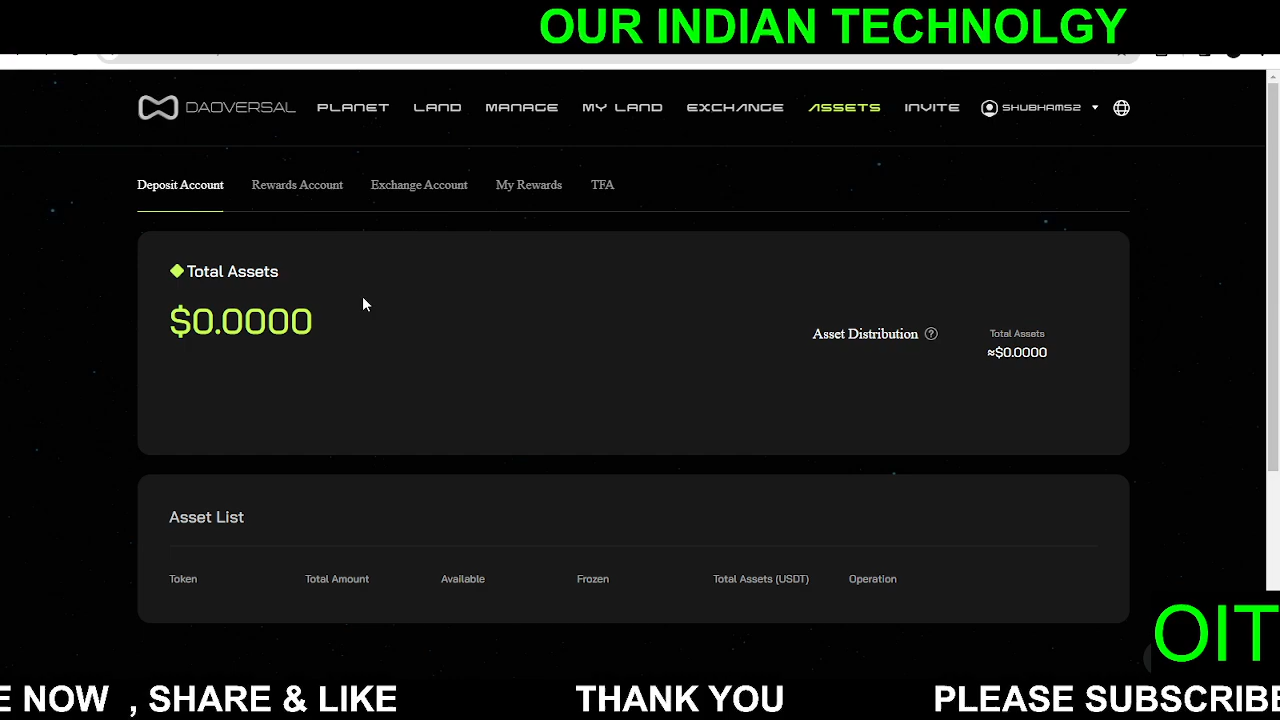 OUR INDIAN TECHNOLGY
DAOVERSAL PLANET LAND MANAGE MY LAND EXCHANGE ASSETS INVITE SHUBHAMS2
Deposit Account Rewards Account Exchange Account My Rewards TFA
Total Assets
$0.0000
Asset Distribution ? Total Assets
≈$0.0000
Asset List
Token Total Amount Available Frozen Total Assets (USDT) Operation
OIT
E NOW , SHARE & LIKE THANK YOU PLEASE SUBSCRIBE